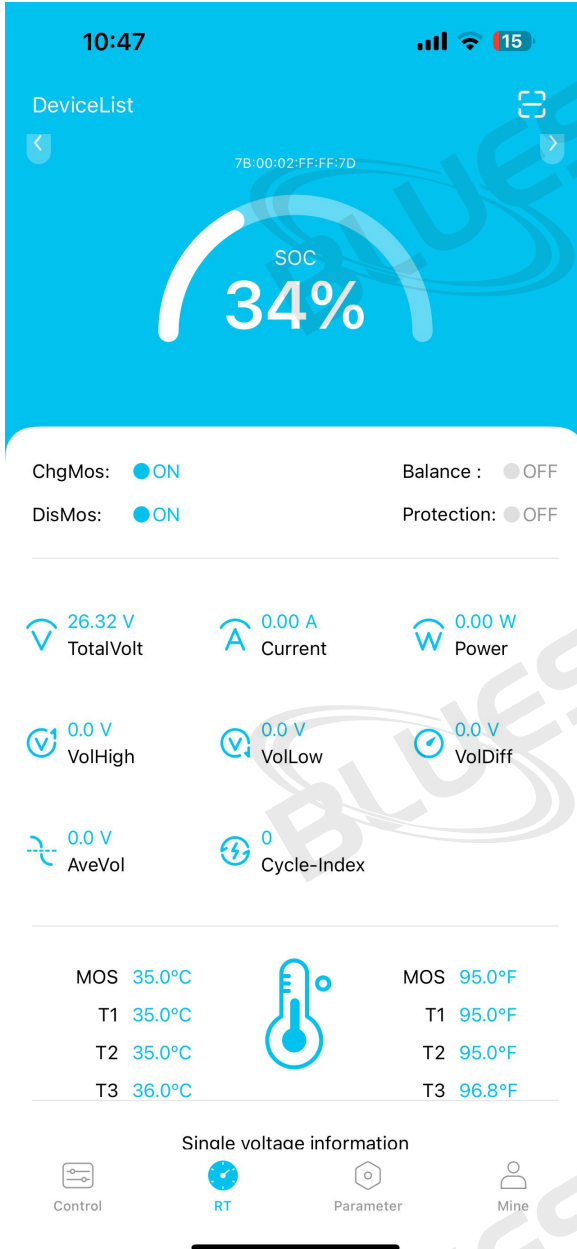 10:47
15
DeviceList
7B:00:02:FF:FF:7D
SOC
34%
ChgMos: ON
Balance : OFF
DisMos: ON
Protection: OFF
26.32 V
TotalVolt
0.00 A
Current
0.00 W
Power
0.0 V
VolHigh
0.0 V
VolLow
0.0 V
VolDiff
0.0 V
AveVol
0
Cycle-Index
MOS 35.0°C
MOS 95.0°F
T1 35.0°C
T1 95.0°F
T2 35.0°C
T2 95.0°F
T3 36.0°C
T3 96.8°F
Single voltage information
Control
RT
Parameter
Mine